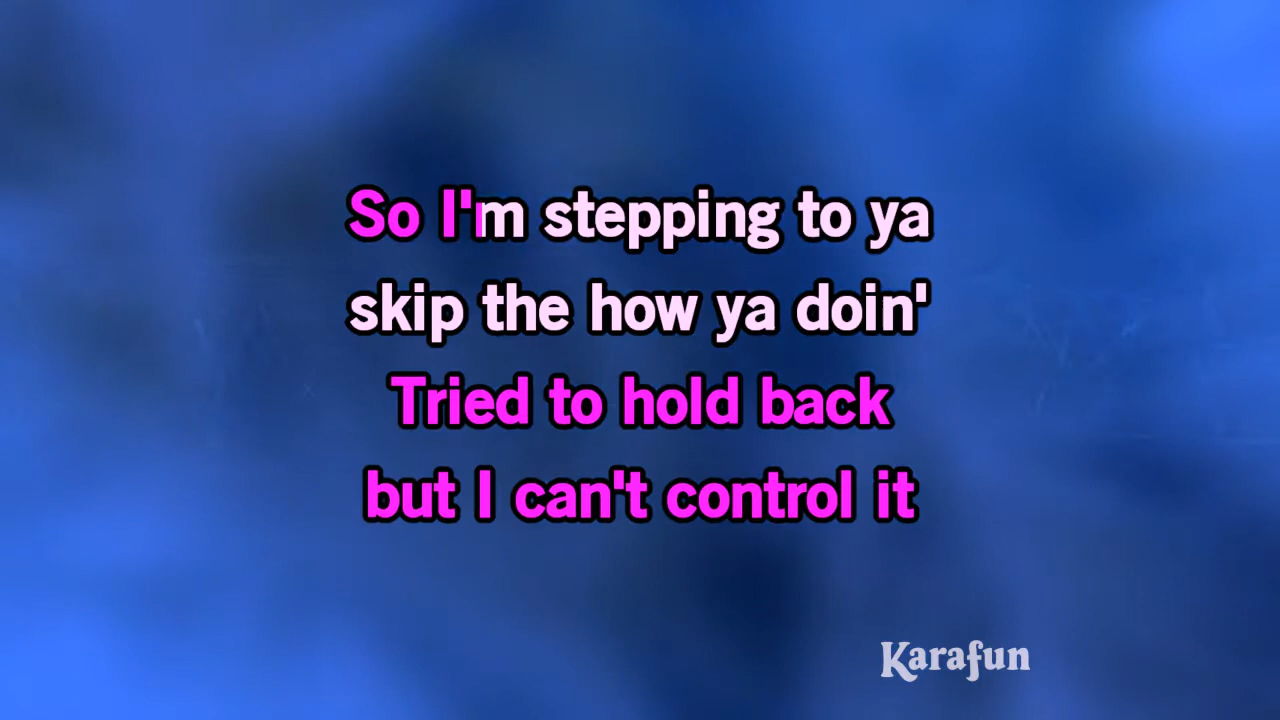 So I'm stepping to ya
skip the how ya doin'
Tried to hold back
but I can't control it
Karafun